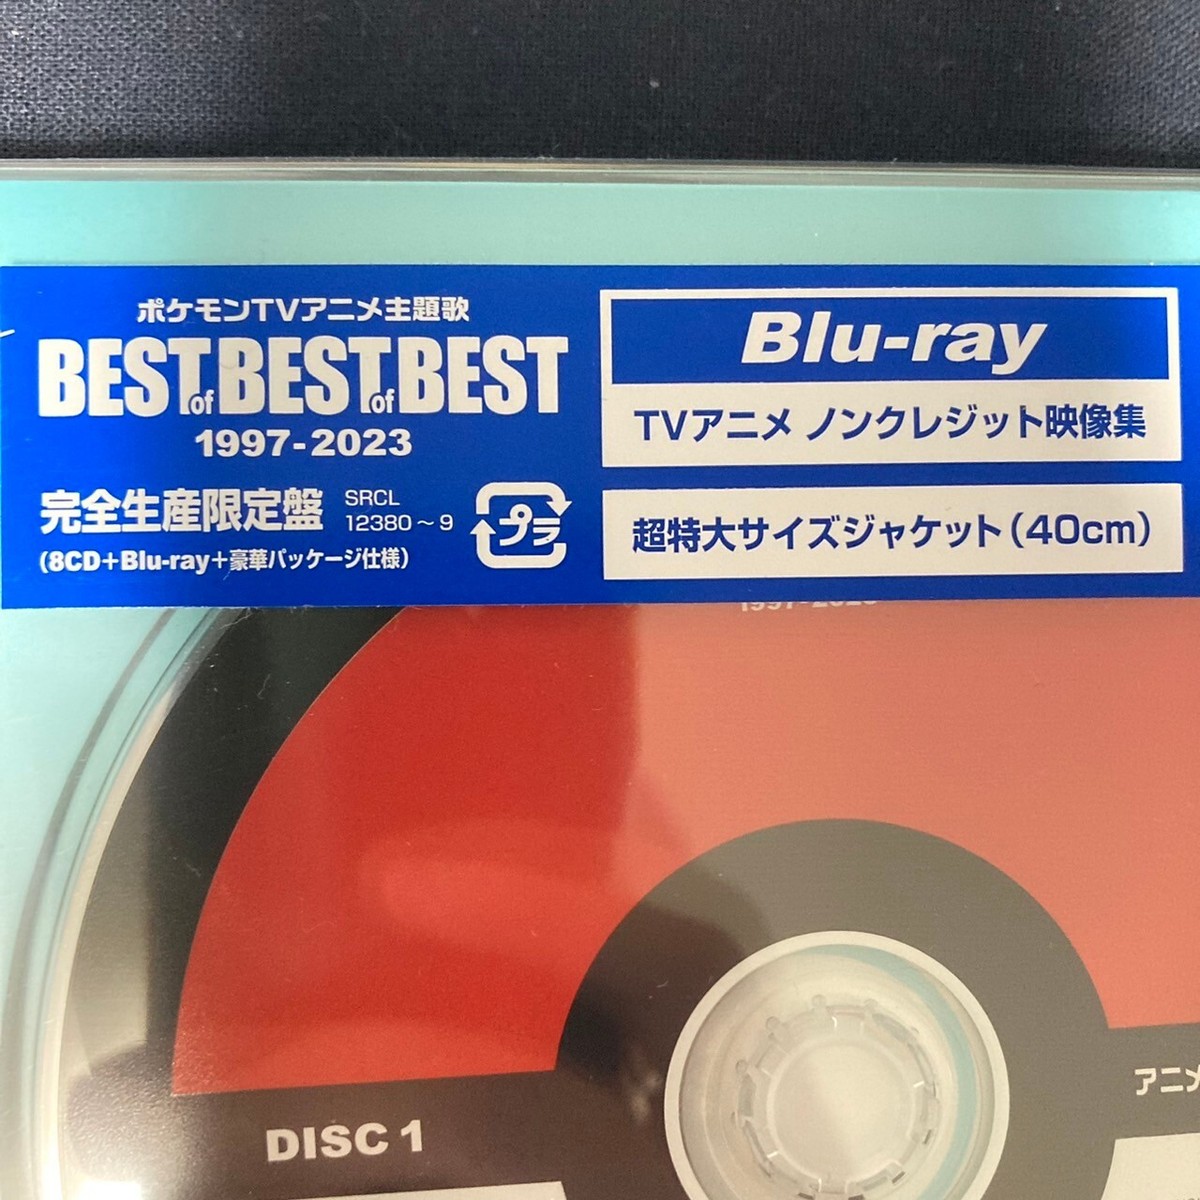 ポケモンTVアニメ主題歌
BEST of BEST of BEST
1997-2023
完全生産限定盤
SRCL
12380～9
(8CD+Blu-ray+豪華パッケージ仕様)
プラ
Blu-ray
TVアニメ ノンクレジット映像集
超特大サイズジャケット(40cm)
1997-2023
DISC 1
アニメ